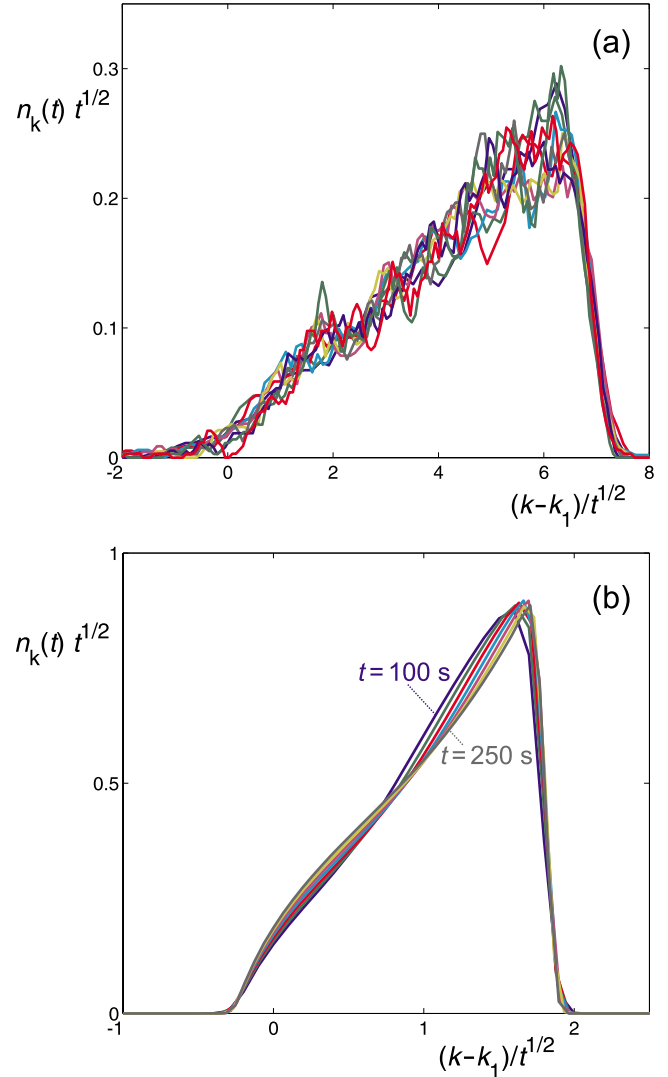 (a)
0.3
n_k(t) t^{1/2}
0.2
0.1
0
-2 0 2 4 6 8
(k-k_1)/t^{1/2}
1
(b)
n_k(t) t^{1/2}
t = 100 s
t = 250 s
0.5
0
-1 0 1 2
(k-k_1)/t^{1/2}